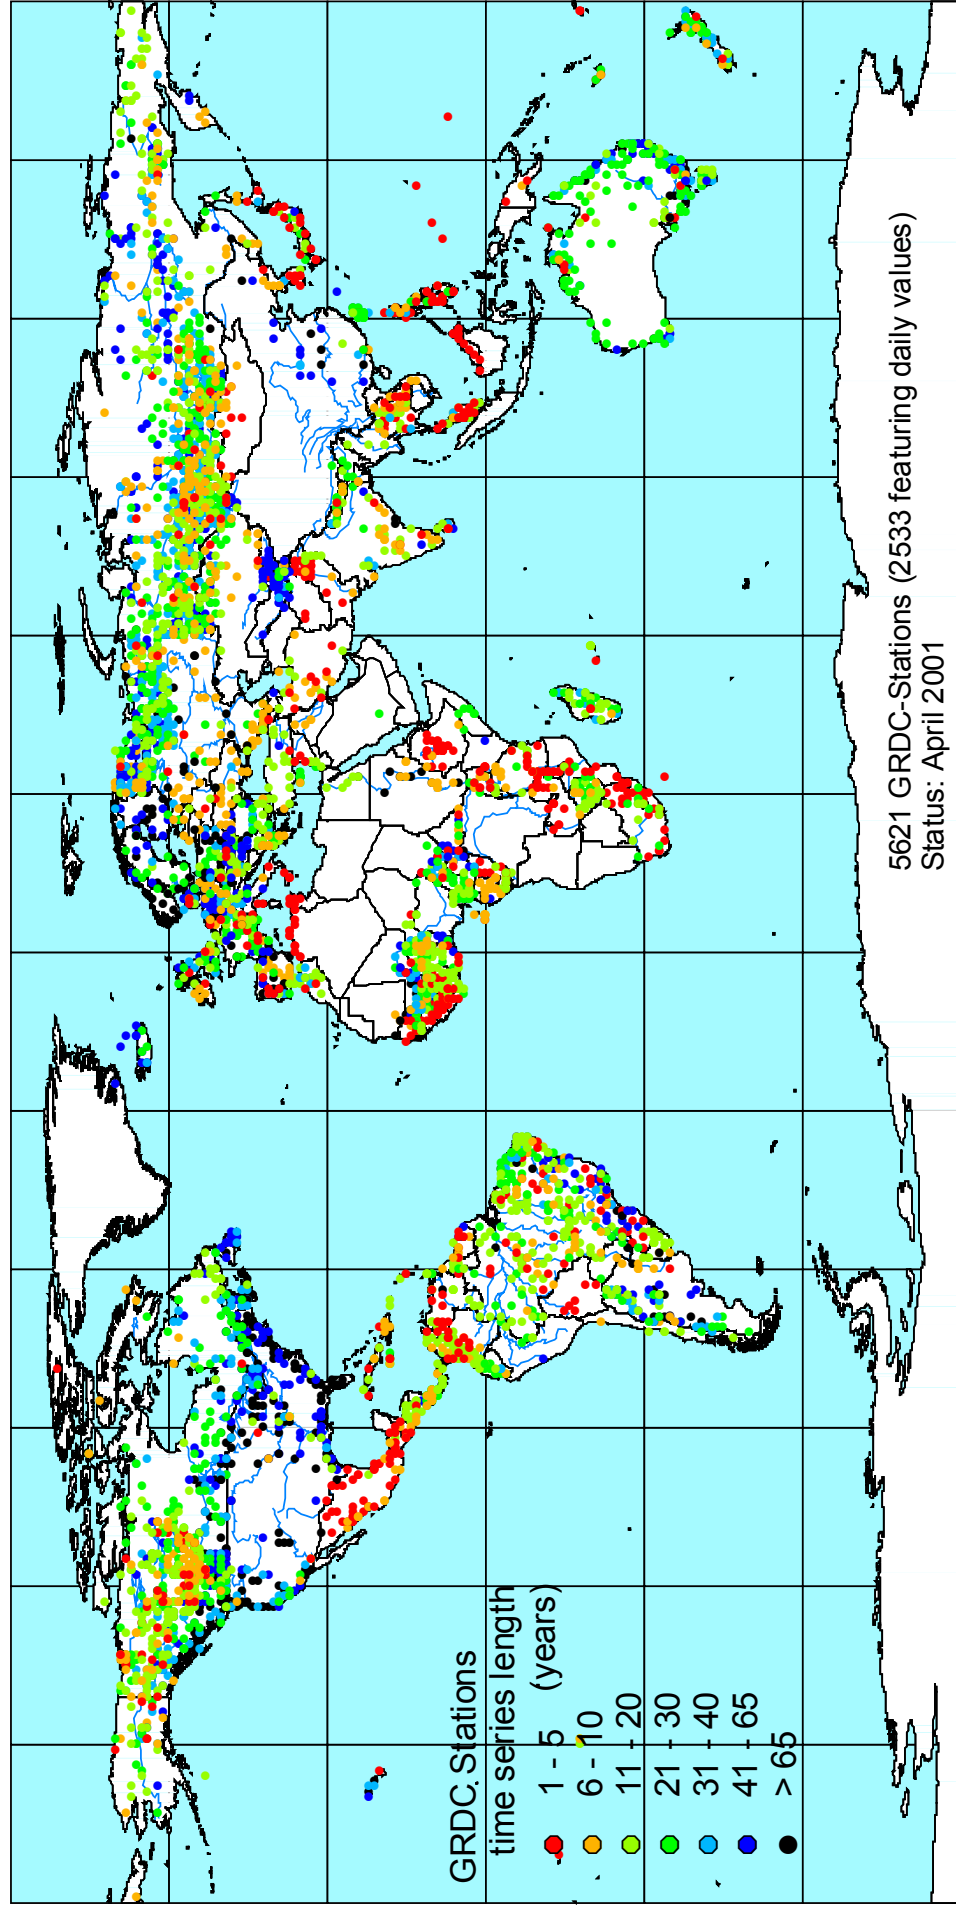 GRDC Stations
time series length
(years)
1 - 5
6 - 10
11 - 20
21 - 30
31 - 40
41 - 65
> 65
5621 GRDC-Stations (2533 featuring daily values)
Status: April 2001